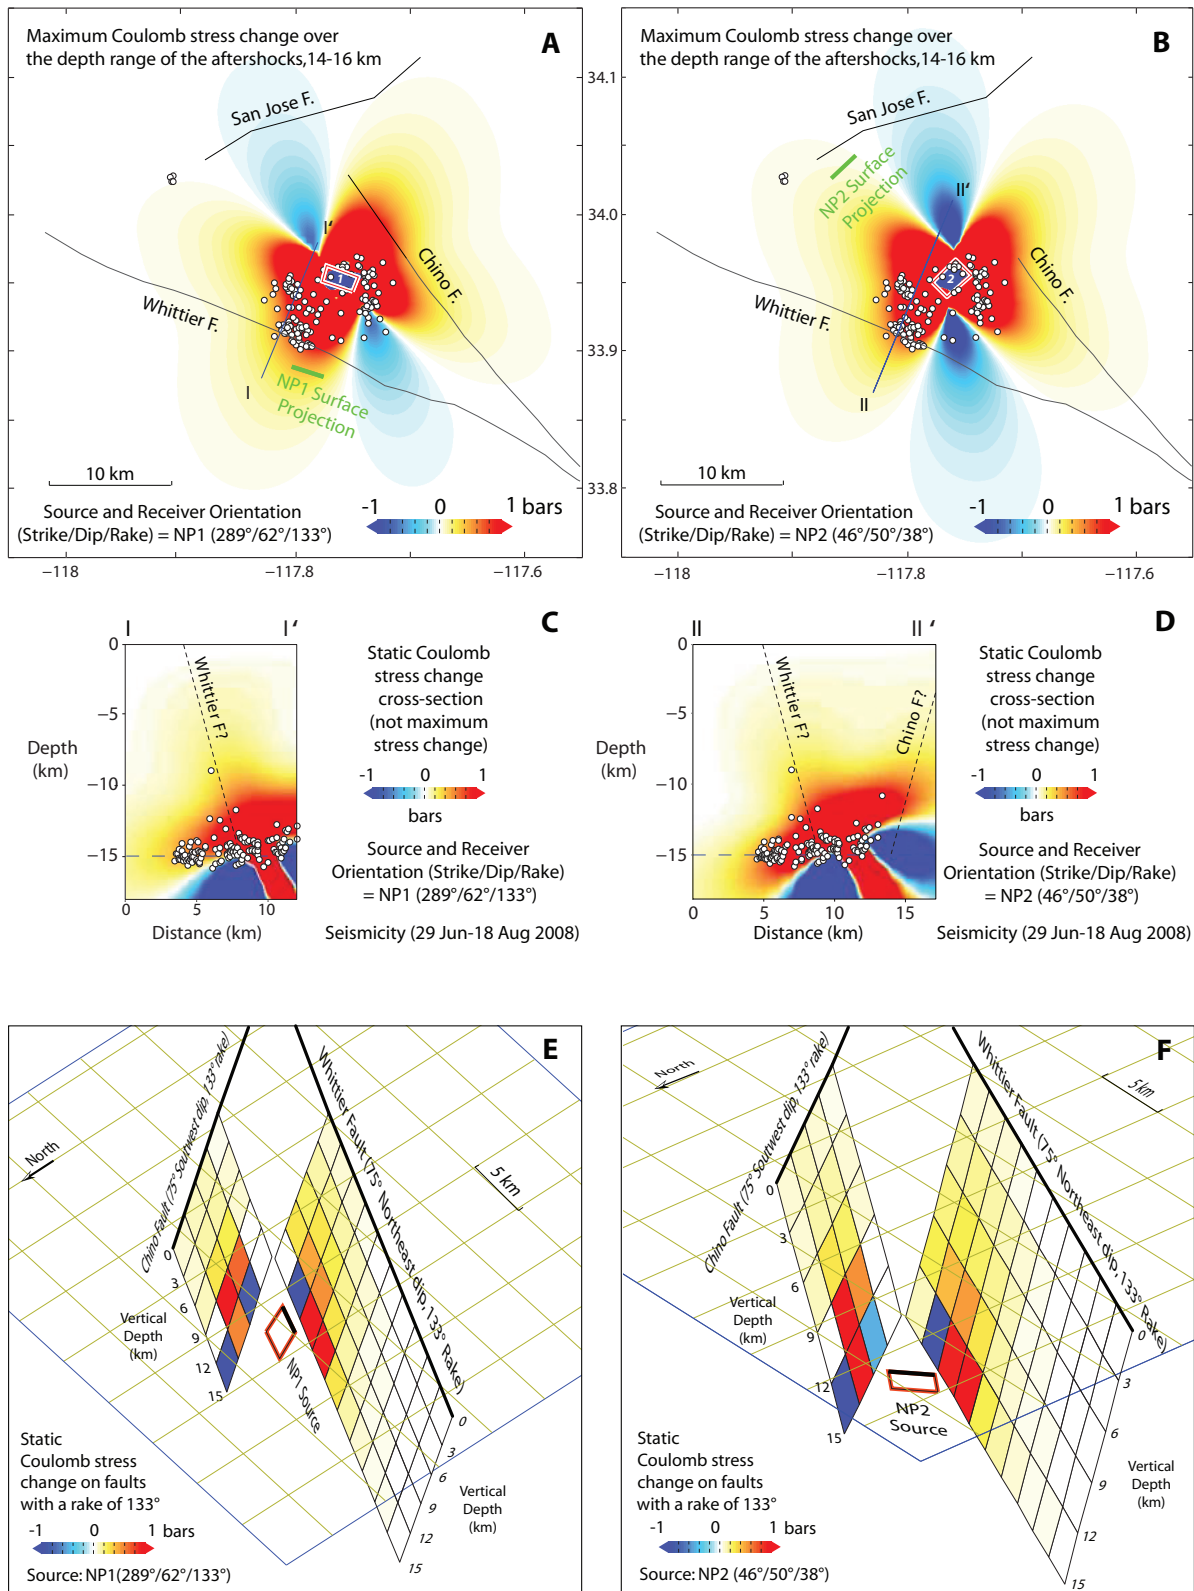 Maximum Coulomb stress change over
the depth range of the aftershocks,14-16 km
A
San Jose F.
I'
1
Chino F.
Whittier F.
I
NP1 Surface
Projection
10 km
-1 0 1 bars
Source and Receiver Orientation
(Strike/Dip/Rake) = NP1 (289°/62°/133°)
−118 −117.8 −117.6
34.1
34.0
33.9
33.8
Maximum Coulomb stress change over
the depth range of the aftershocks,14-16 km
B
San Jose F.
NP2 Surface
Projection
II'
2
Chino F.
Whittier F.
II
10 km
-1 0 1 bars
Source and Receiver Orientation
(Strike/Dip/Rake) = NP2 (46°/50°/38°)
−118 −117.8 −117.6
I I'
C
0
−5
−10
−15
Depth
(km)
Whittier F?
0 5 10
Distance (km)
Static Coulomb
stress change
cross-section
(not maximum
stress change)
-1 0 1
bars
Source and Receiver
Orientation (Strike/Dip/Rake)
= NP1 (289°/62°/133°)
Seismicity (29 Jun-18 Aug 2008)
II II'
D
0
−5
−10
−15
Depth
(km)
Whittier F?
Chino F?
0 5 10 15
Distance (km)
Static Coulomb
stress change
cross-section
(not maximum
stress change)
-1 0 1
bars
Source and Receiver
Orientation (Strike/Dip/Rake)
= NP2 (46°/50°/38°)
Seismicity (29 Jun-18 Aug 2008)
E
North
Chino Fault (75° Soutwest dip, 133° rake)
Whittier Fault (75° Northeast dip, 133° Rake)
5 km
0
3
6
9
12
15
Vertical
Depth
(km)
NP1 Source
0
3
6
9
12
15
Vertical
Depth
(km)
Static
Coulomb stress
change on faults
with a rake of 133°
-1 0 1 bars
Source: NP1(289°/62°/133°)
F
North
Chino Fault (75° Soutwest dip, 133° rake)
Whittier Fault (75° Northeast dip, 133° Rake)
5 km
0
3
6
9
12
15
Vertical
Depth
(km)
NP2
Source
0
3
6
9
12
15
Vertical
Depth
(km)
Static
Coulomb stress
change on faults
with a rake of 133°
-1 0 1 bars
Source: NP2 (46°/50°/38°)